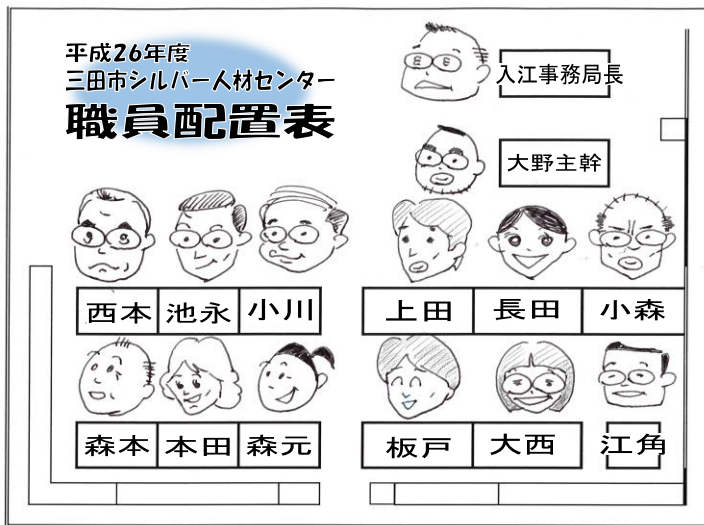 平成26年度
三田市シルバー人材センター
職員配置表
入江事務局長
大野主幹
西本 池永 小川 上田 長田 小森
森本 本田 森元 板戸 大西 江角